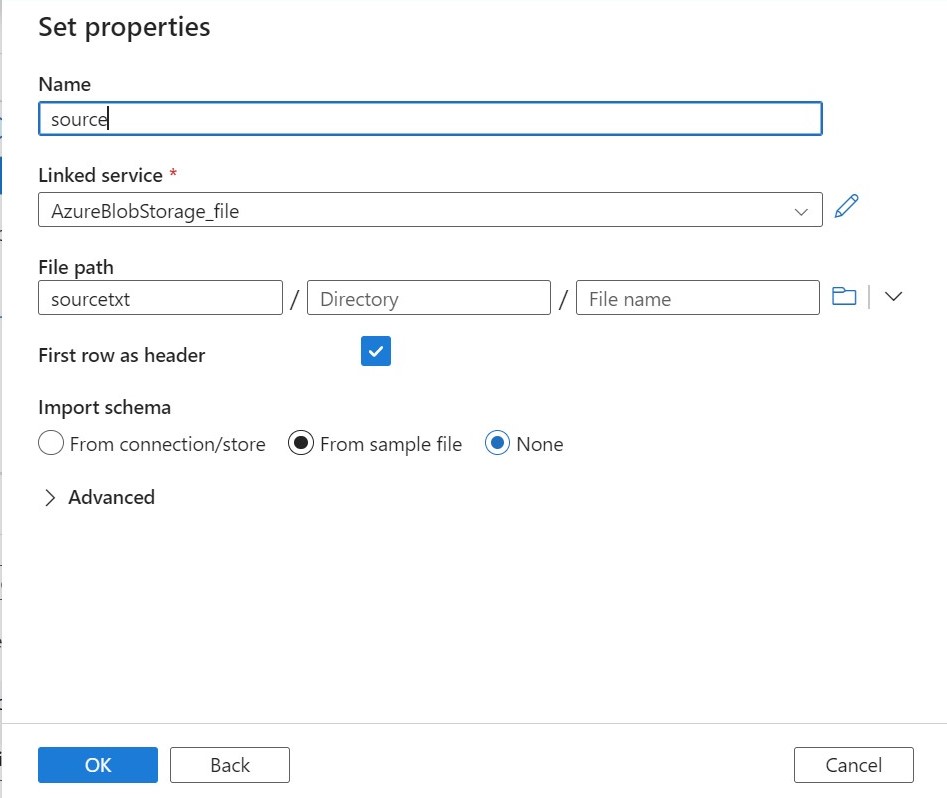 Set properties
Name
source
Linked service *
AzureBlobStorage_file
File path
sourcetxt / Directory / File name
First row as header
Import schema
From connection/store From sample file None
Advanced
OK Back Cancel